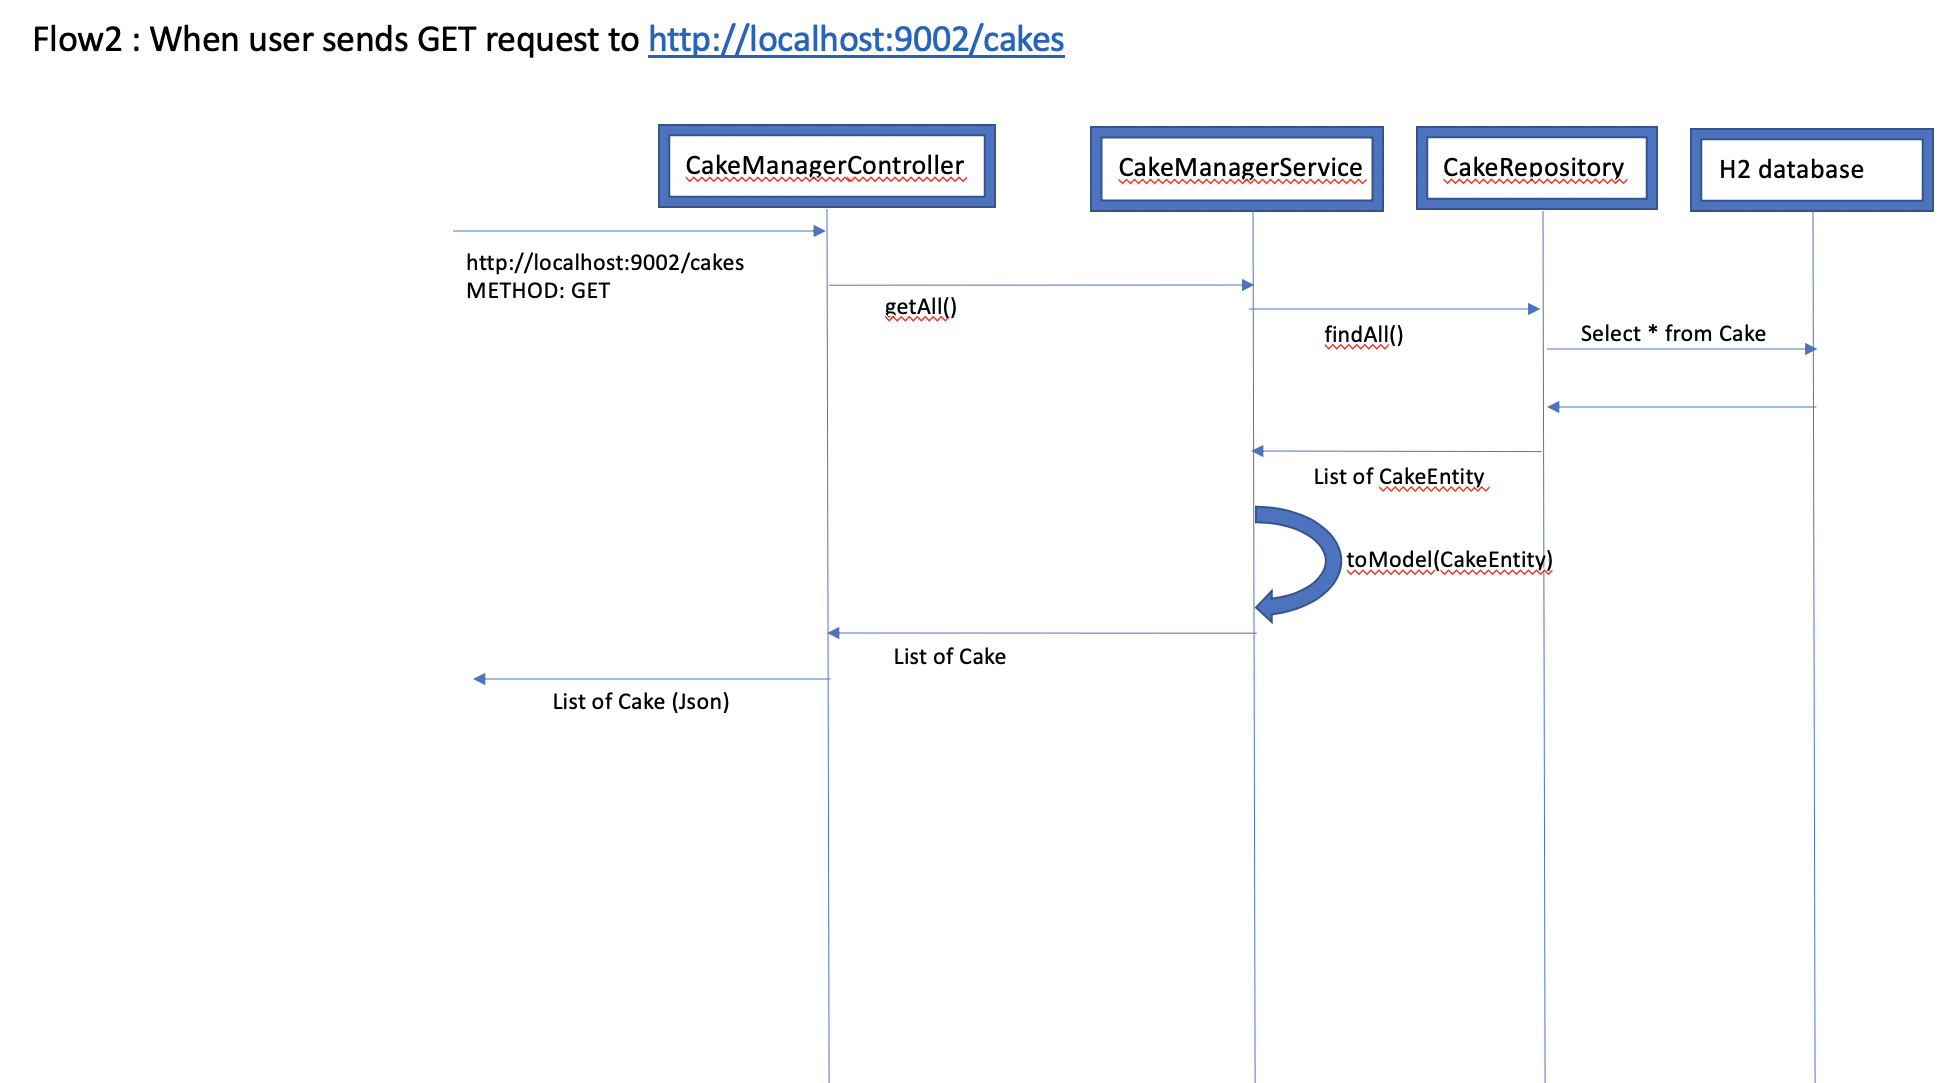 Flow2 : When user sends GET request to http://localhost:9002/cakes
CakeManagerController
CakeManagerService
CakeRepository
H2 database
http://localhost:9002/cakes
METHOD: GET
getAll()
findAll()
Select * from Cake
List of CakeEntity
toModel(CakeEntity)
List of Cake
List of Cake (Json)